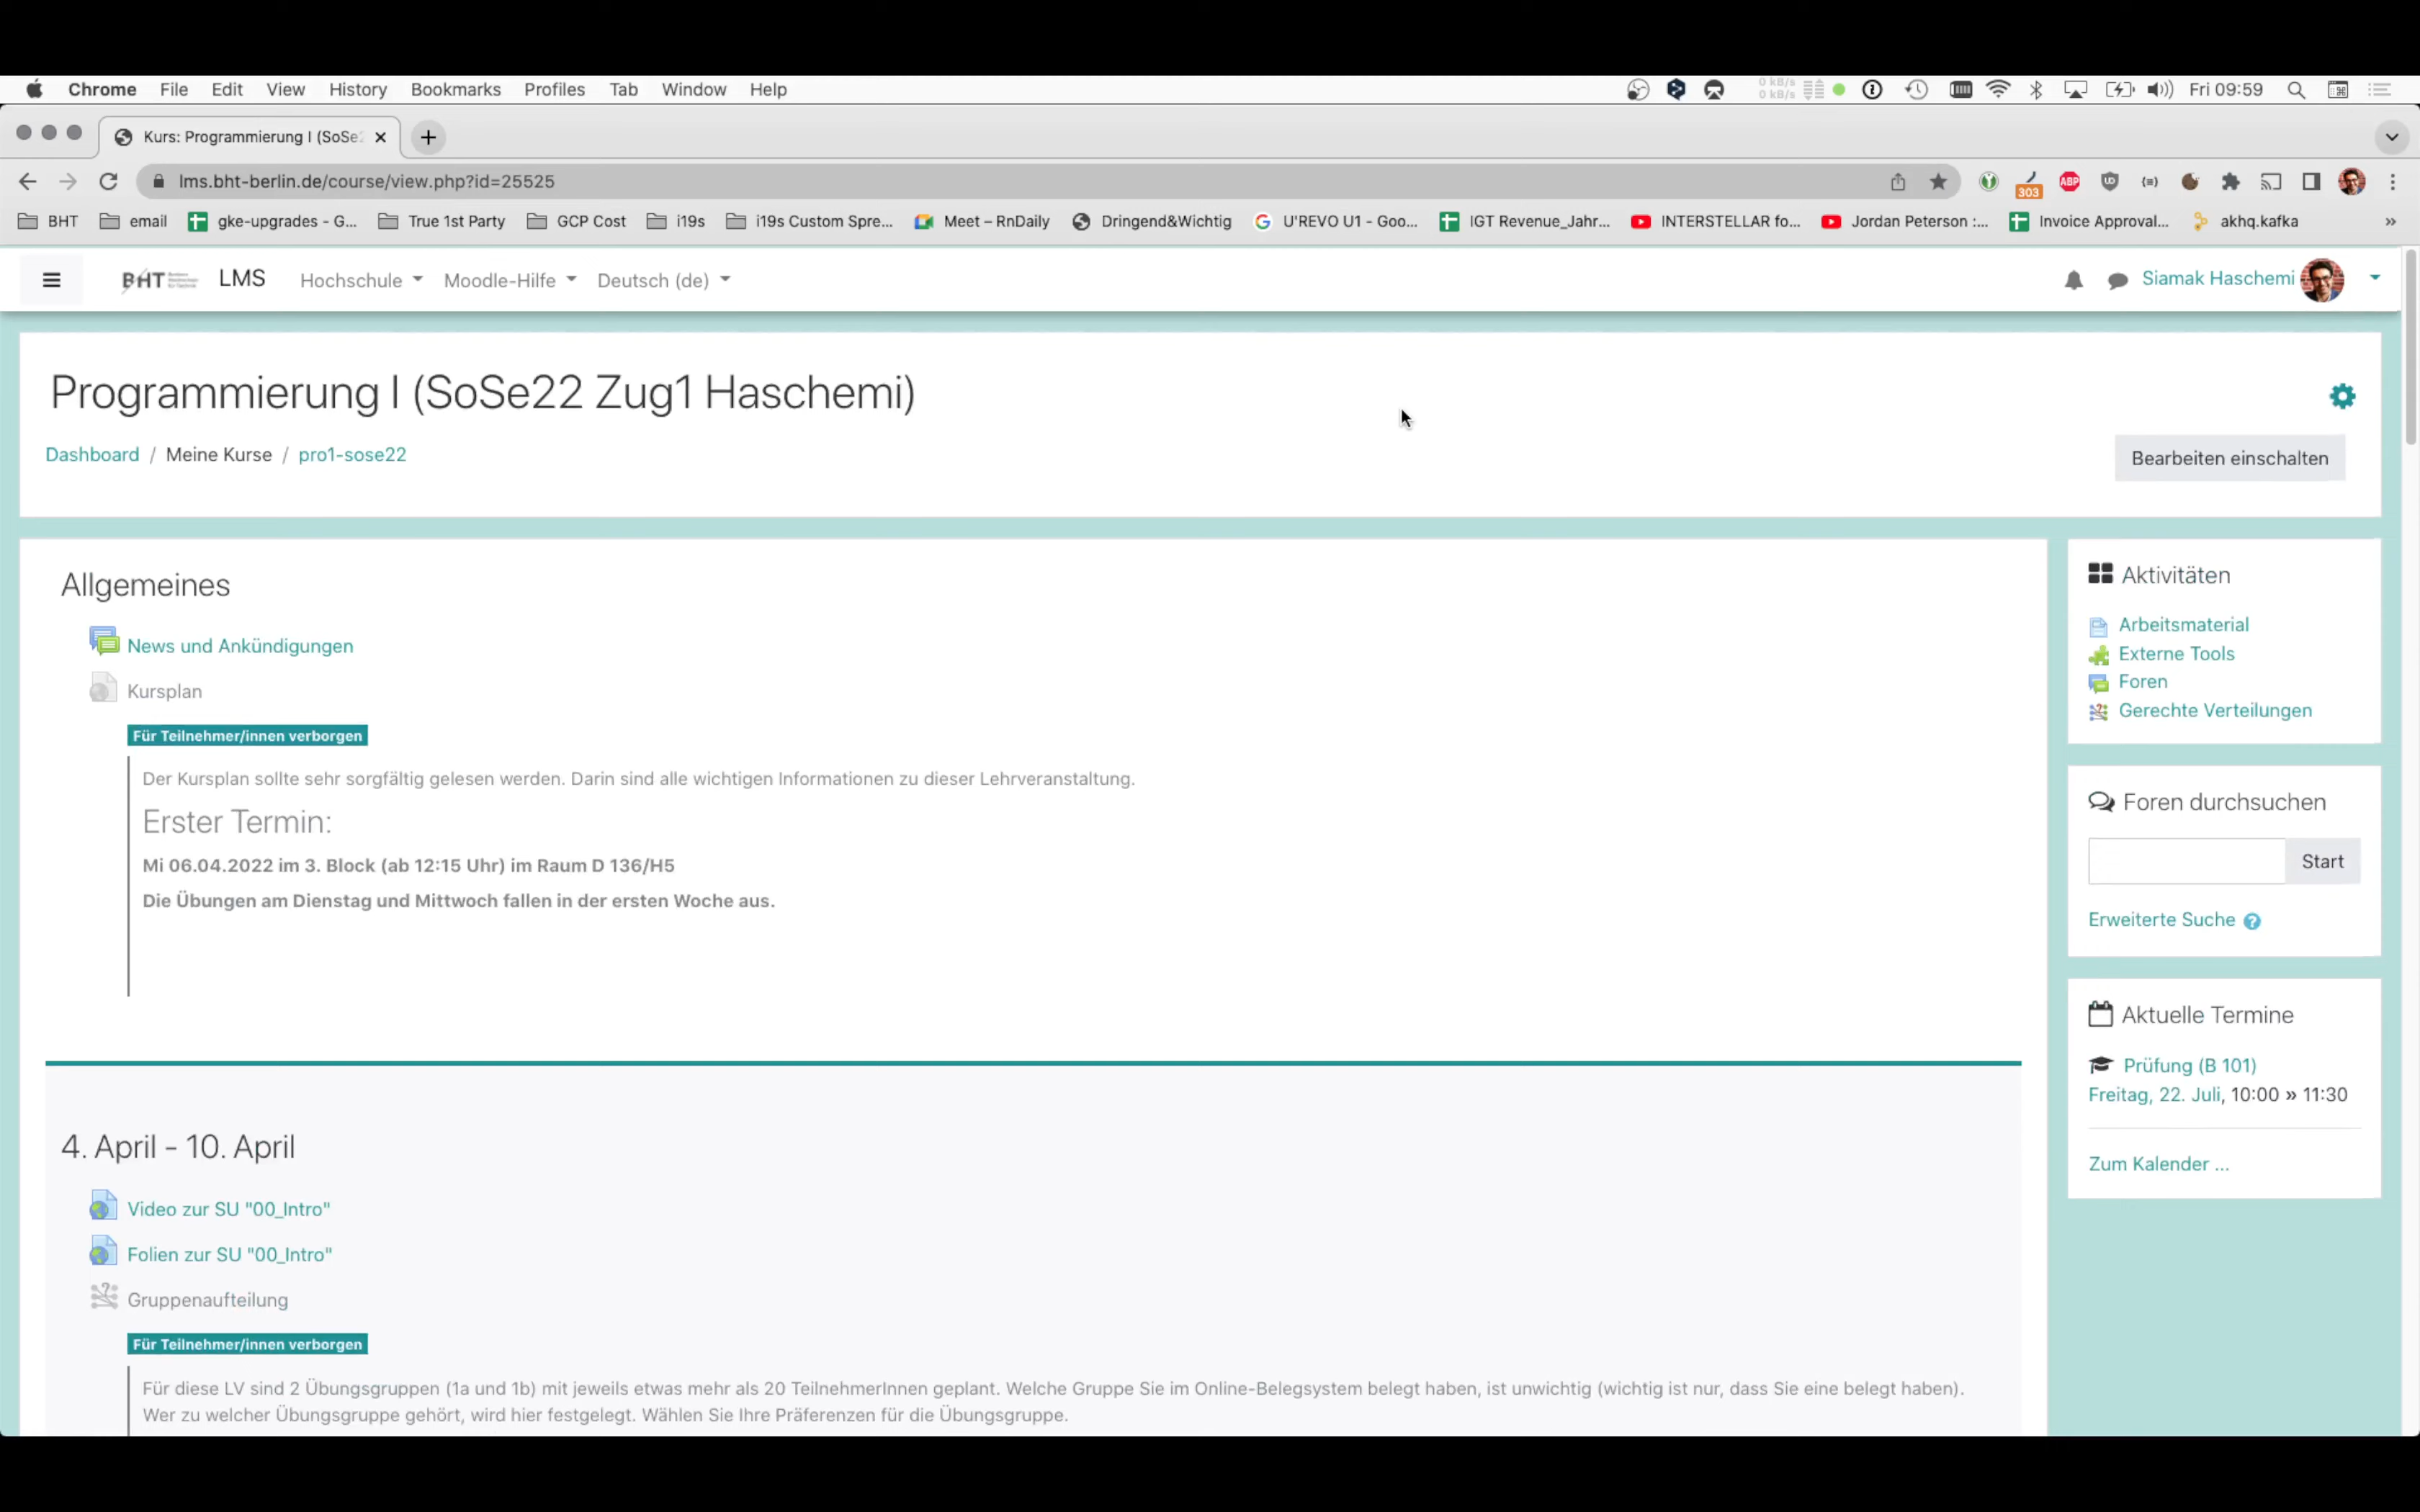 Chrome File Edit View History Bookmarks Profiles Tab Window Help
0 kB/s
0 kB/s
Fri 09:59
Kurs: Programmierung I (SoSe2
lms.bht-berlin.de/course/view.php?id=25525
303
ABP
BHT email gke-upgrades - G... True 1st Party GCP Cost i19s i19s Custom Spre... Meet – RnDaily Dringend&Wichtig U'REVO U1 - Goo... IGT Revenue_Jahr... INTERSTELLAR fo... Jordan Peterson :... Invoice Approval... akhq.kafka »
BHT LMS Hochschule Moodle-Hilfe Deutsch (de) Siamak Haschemi
Programmierung I (SoSe22 Zug1 Haschemi)
Dashboard / Meine Kurse / pro1-sose22
Bearbeiten einschalten
Allgemeines
News und Ankündigungen
Kursplan
Für Teilnehmer/innen verborgen
Der Kursplan sollte sehr sorgfältig gelesen werden. Darin sind alle wichtigen Informationen zu dieser Lehrveranstaltung.
Erster Termin:
Mi 06.04.2022 im 3. Block (ab 12:15 Uhr) im Raum D 136/H5
Die Übungen am Dienstag und Mittwoch fallen in der ersten Woche aus.
4. April - 10. April
Video zur SU "00_Intro"
Folien zur SU "00_Intro"
Gruppenaufteilung
Für Teilnehmer/innen verborgen
Für diese LV sind 2 Übungsgruppen (1a und 1b) mit jeweils etwas mehr als 20 TeilnehmerInnen geplant. Welche Gruppe Sie im Online-Belegsystem belegt haben, ist unwichtig (wichtig ist nur, dass Sie eine belegt haben).
Wer zu welcher Übungsgruppe gehört, wird hier festgelegt. Wählen Sie Ihre Präferenzen für die Übungsgruppe.
Aktivitäten
Arbeitsmaterial
Externe Tools
Foren
Gerechte Verteilungen
Foren durchsuchen
Start
Erweiterte Suche
Aktuelle Termine
Prüfung (B 101)
Freitag, 22. Juli, 10:00 » 11:30
Zum Kalender ...